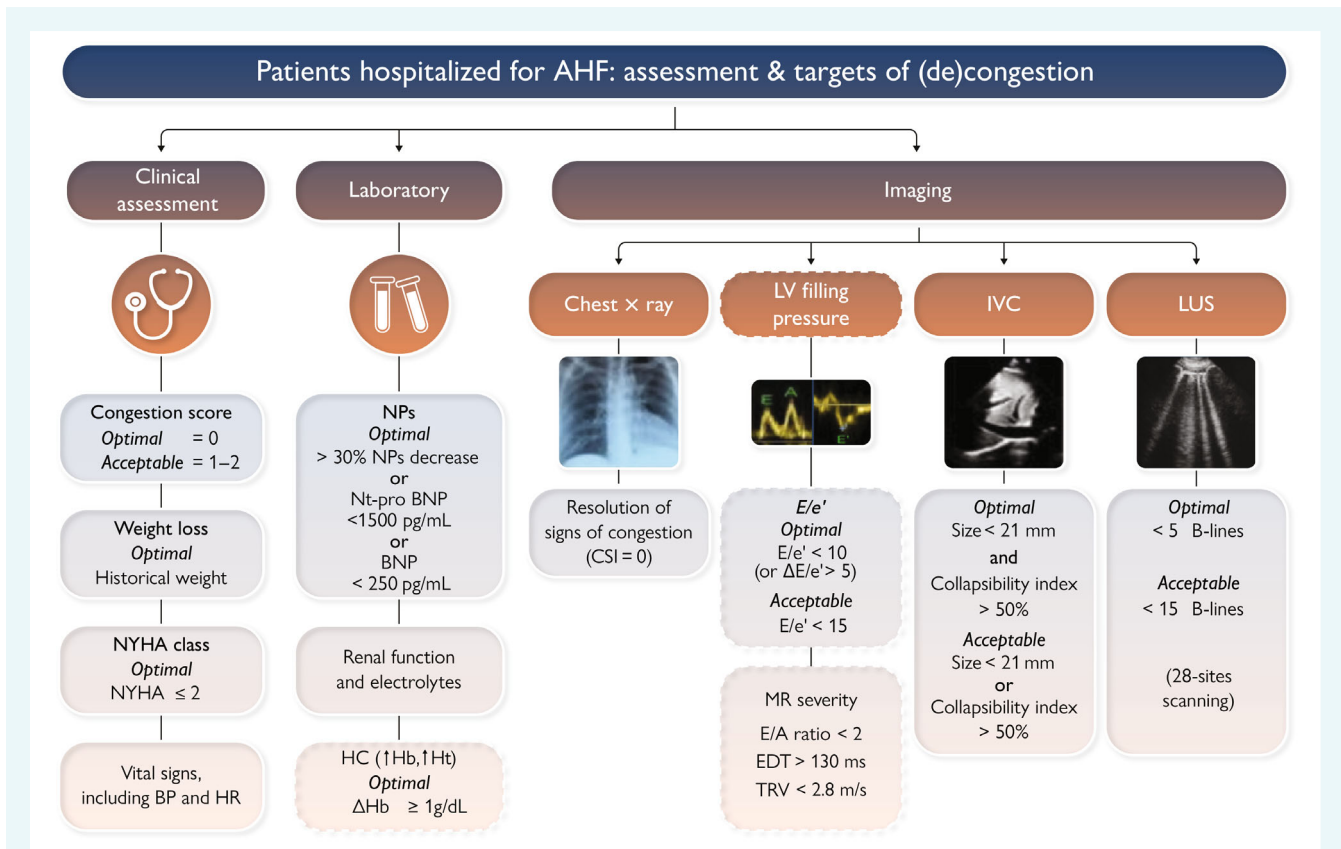 Patients hospitalized for AHF: assessment & targets of (de)congestion
Clinical
assessment
Laboratory
Imaging
Chest × ray
LV filling
pressure
IVC
LUS
E
A
E'
Congestion score
Optimal = 0
Acceptable = 1–2
Weight loss
Optimal
Historical weight
NYHA class
Optimal
NYHA ≤ 2
Vital signs,
including BP and HR
NPs
Optimal
> 30% NPs decrease
or
Nt-pro BNP
<1500 pg/mL
or
BNP
< 250 pg/mL
Renal function
and electrolytes
HC (↑Hb,↑Ht)
Optimal
ΔHb ≥ 1g/dL
Resolution of
signs of congestion
(CSI = 0)
E/e'
Optimal
E/e' < 10
(or ΔE/e'> 5)
Acceptable
E/e' < 15
MR severity
E/A ratio < 2
EDT > 130 ms
TRV < 2.8 m/s
Optimal
Size < 21 mm
and
Collapsibility index
> 50%
Acceptable
Size < 21 mm
or
Collapsibility index
> 50%
Optimal
< 5 B-lines
Acceptable
< 15 B-lines
(28-sites
scanning)